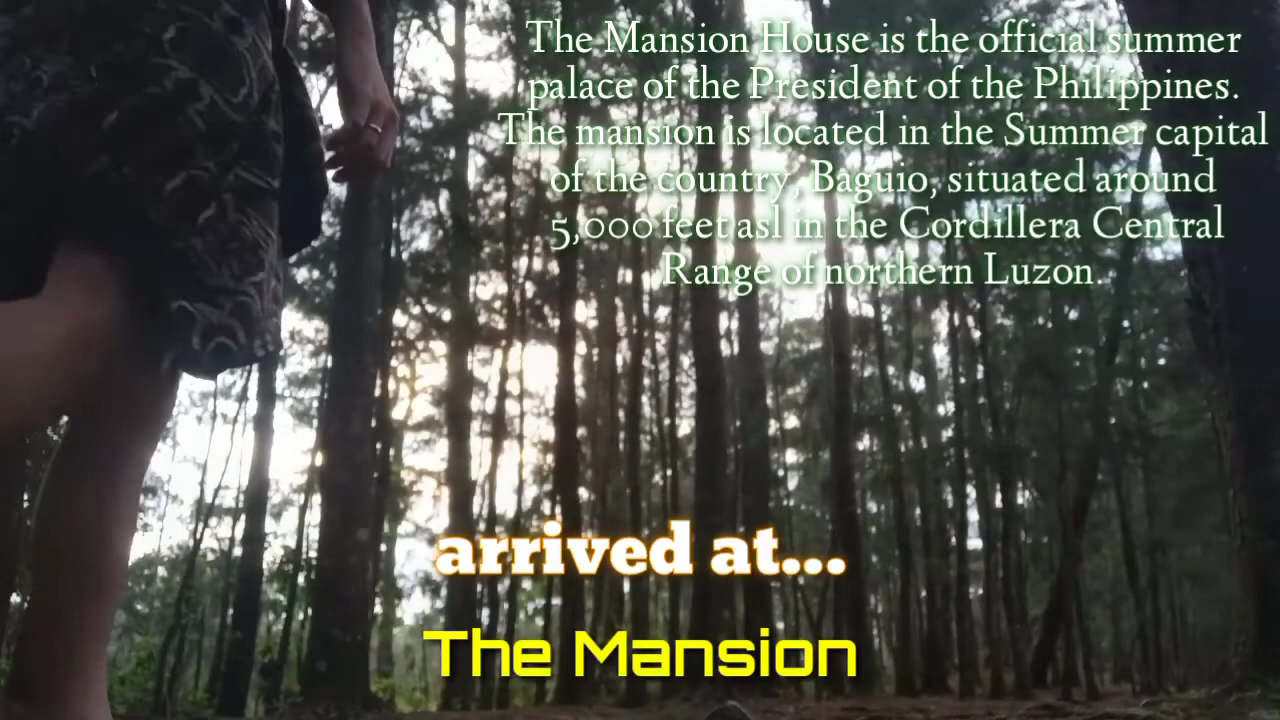 The Mansion House is the official summer
palace of the President of the Philippines.
The mansion is located in the Summer capital
of the country, Baguio, situated around
5,000 feet asl in the Cordillera Central
Range of northern Luzon.
arrived at...
The Mansion